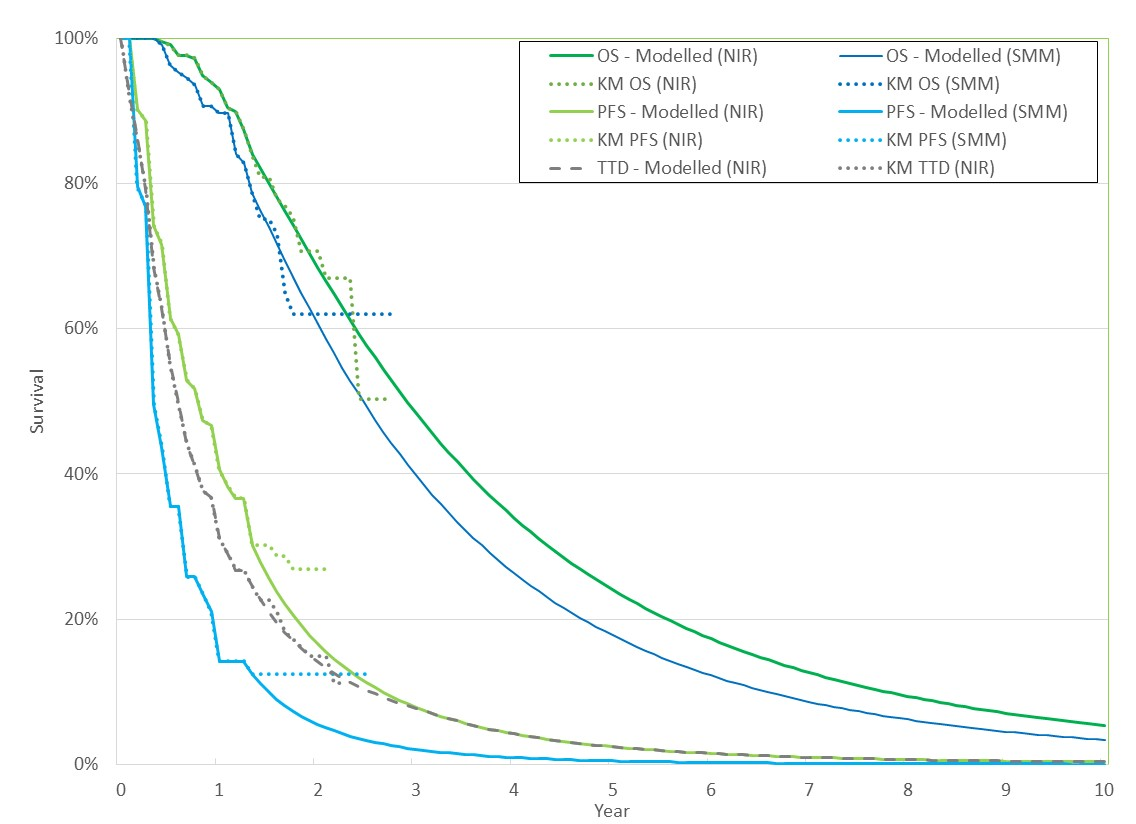 100%
80%
60%
40%
20%
0%
Survival
OS - Modelled (NIR) OS - Modelled (SMM)
KM OS (NIR) KM OS (SMM)
PFS - Modelled (NIR) PFS - Modelled (SMM)
KM PFS (NIR) KM PFS (SMM)
TTD - Modelled (NIR) KM TTD (NIR)
0 1 2 3 4 5 6 7 8 9 10
Year